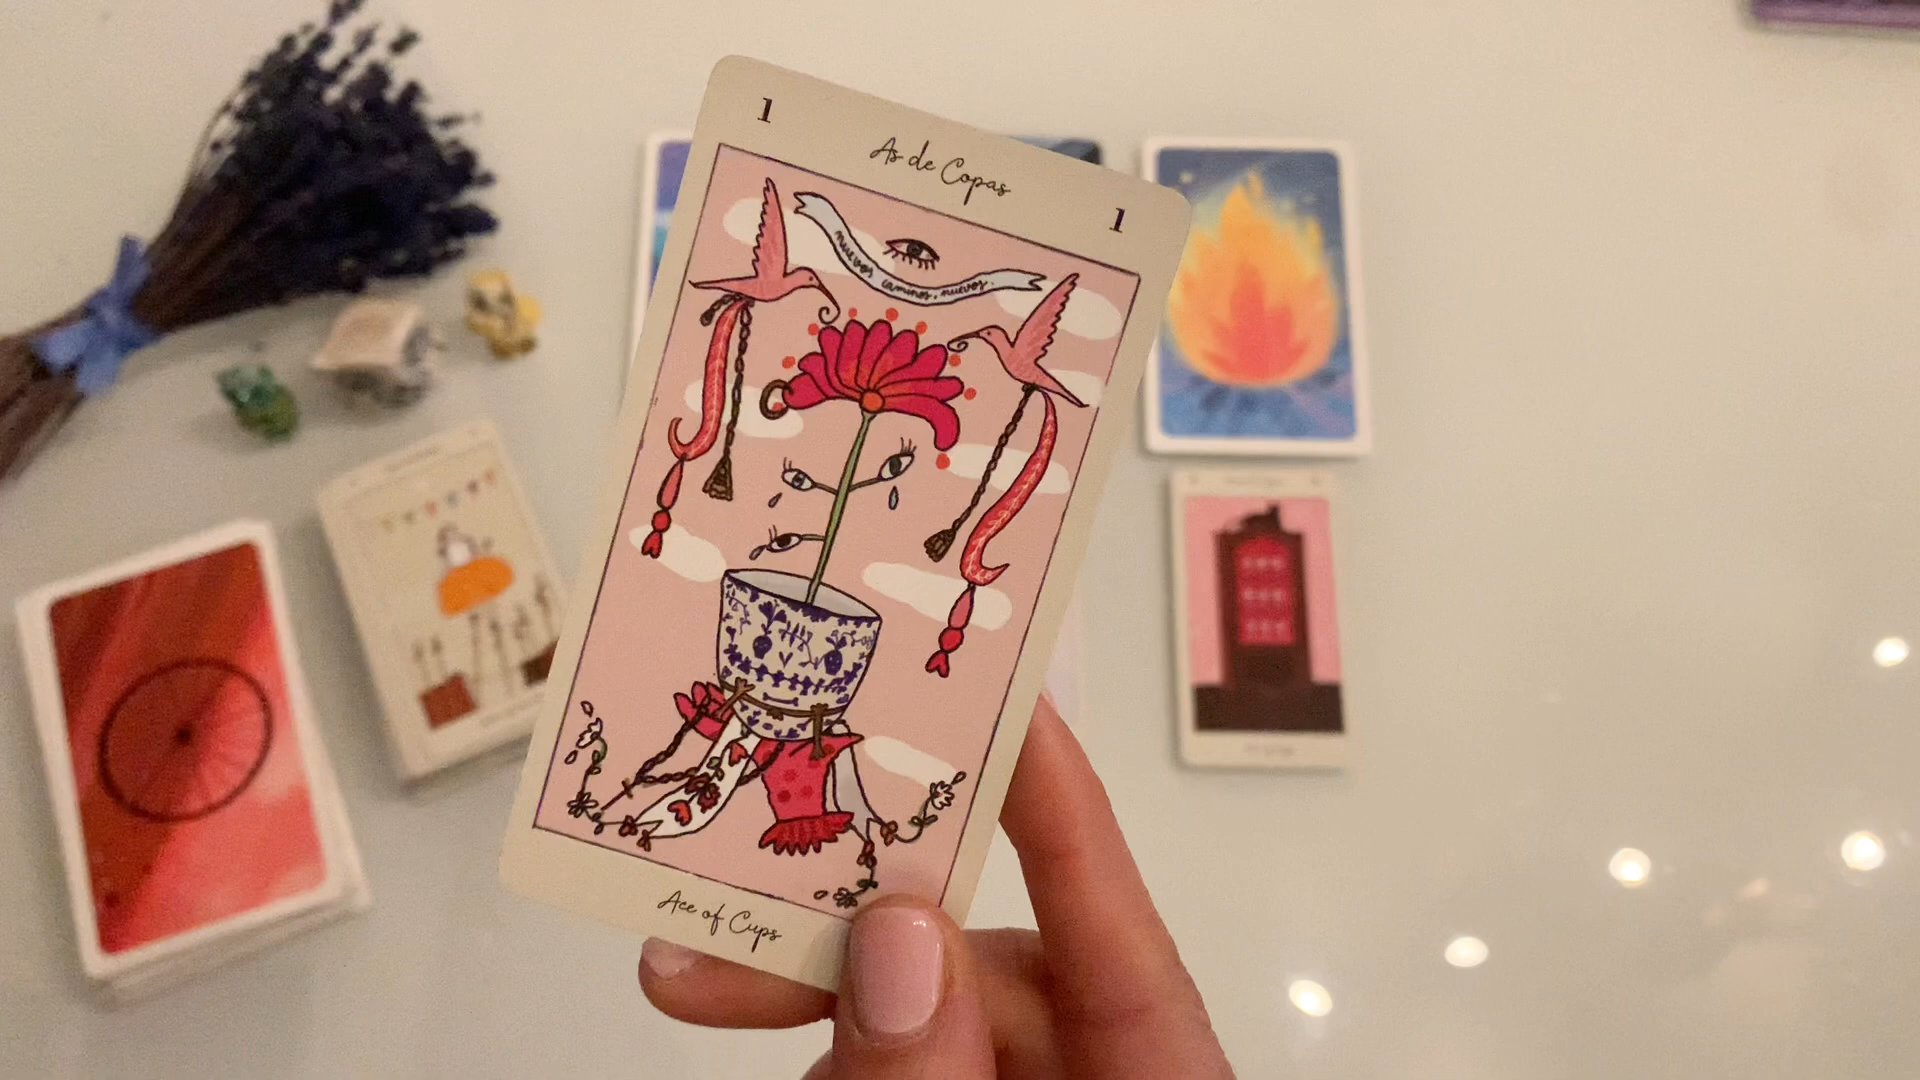 1
As de Copas
1
nuevos caminos, nuevos.
Ace of Cups